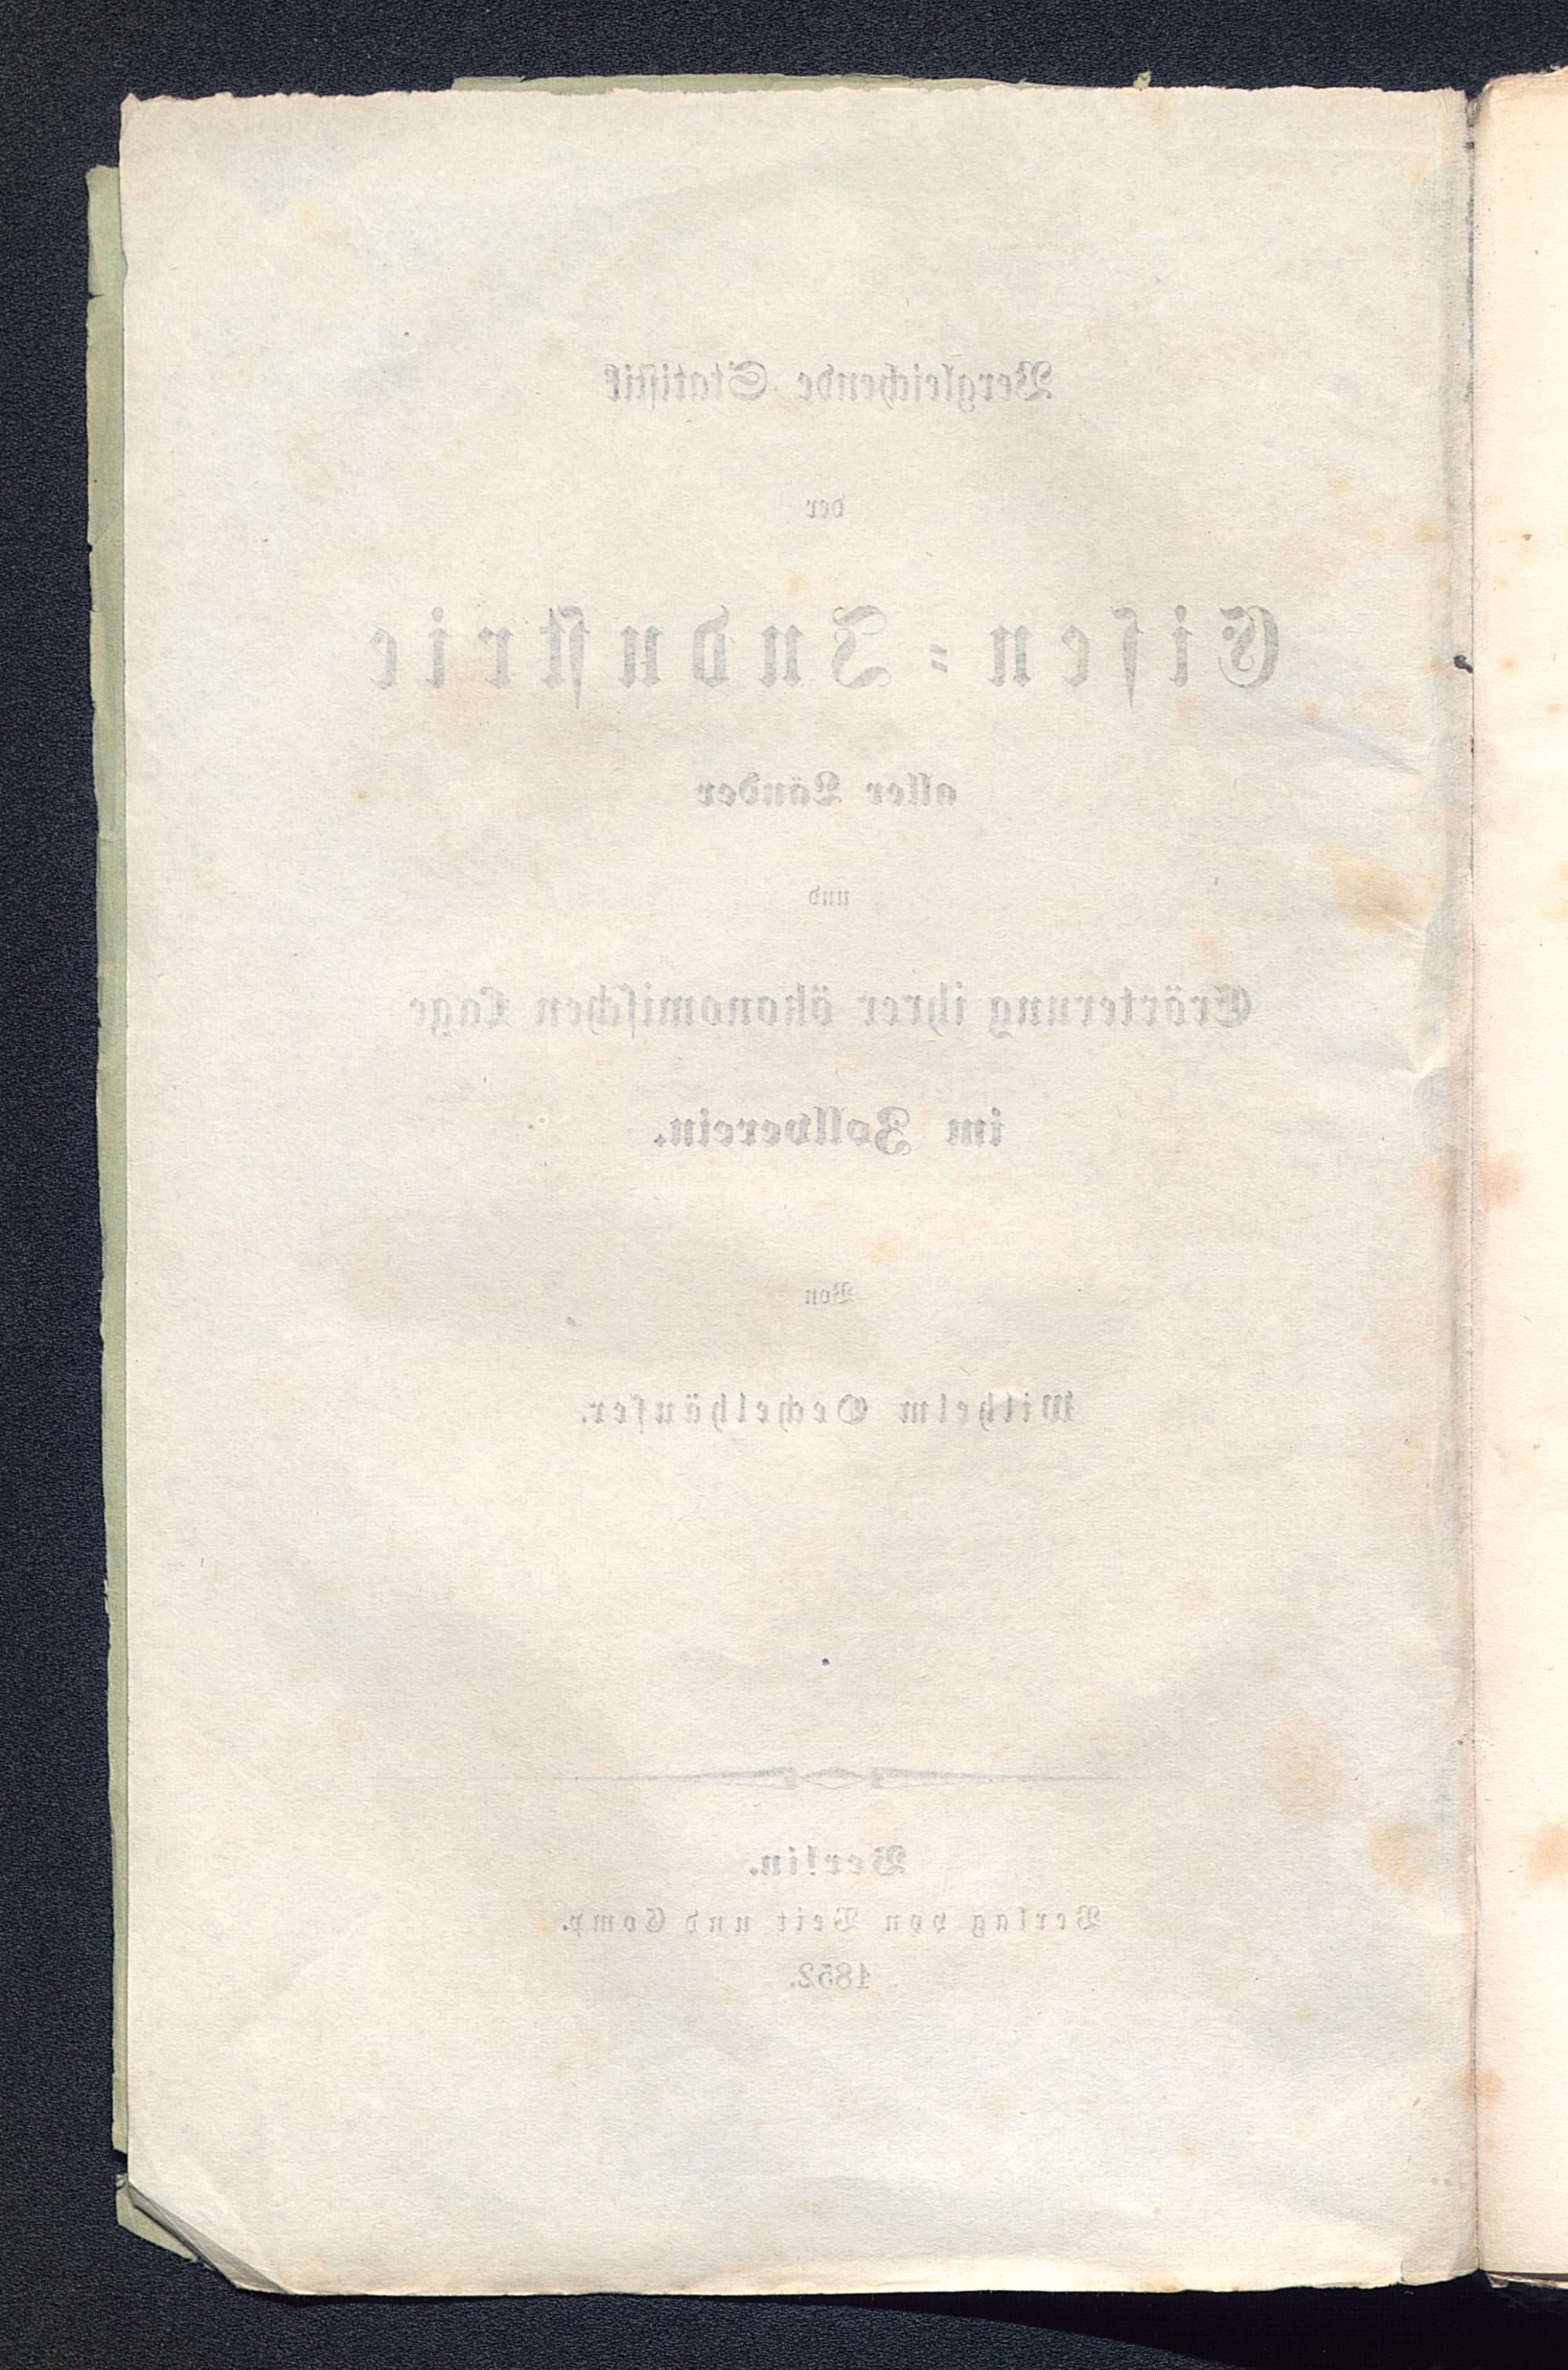 Vergleichende Statistik
der
Eisen-Industrie
aller Länder
und
Erörterung ihrer ökonomischen Lage
im Zollverein.
Von
Wilhelm Oechelhäuser.
Berlin.
Verlag von Veit und Comp.
1852.